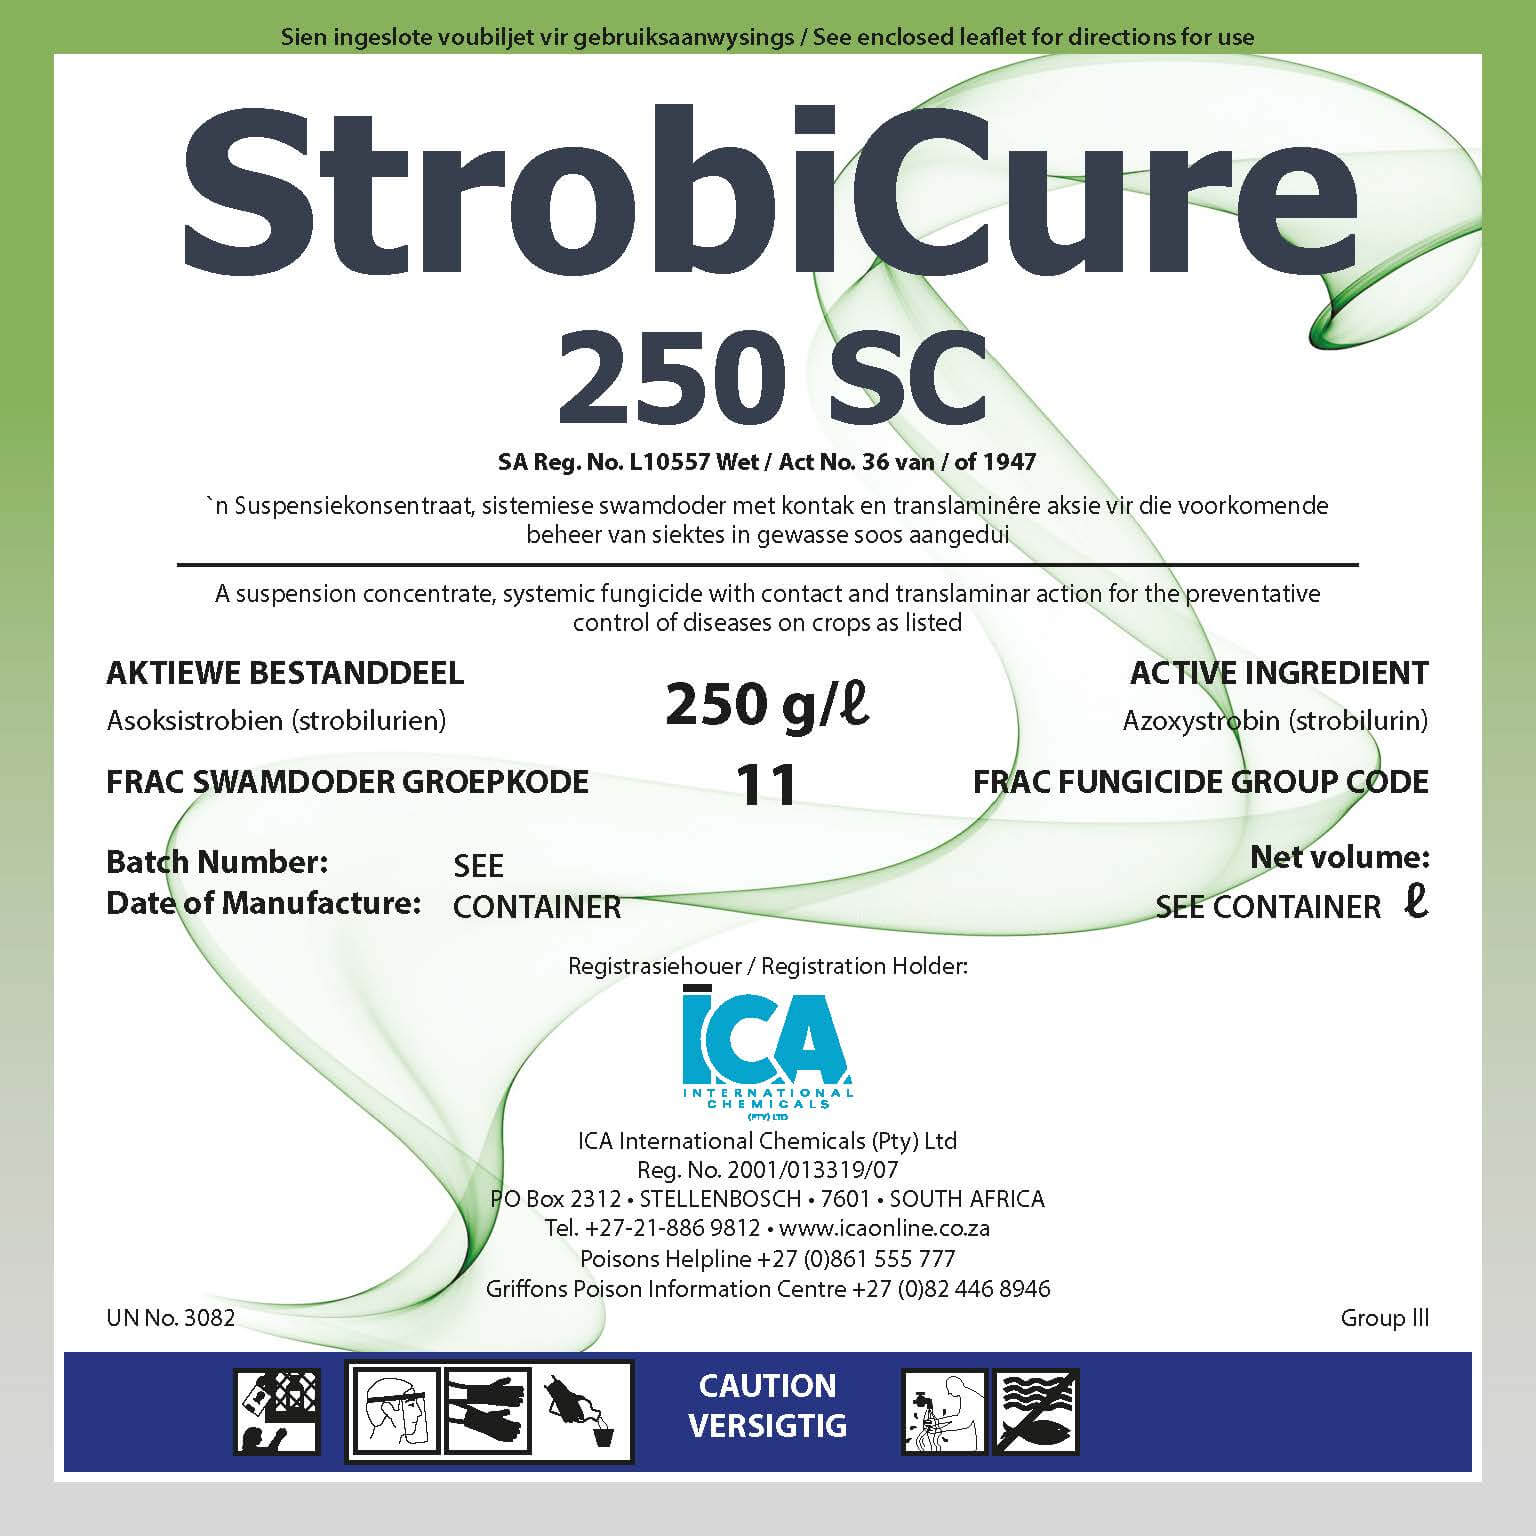 Sien ingeslote voubiljet vir gebruiksaanwysings / See enclosed leaflet for directions for use
StrobiCure
250 SC
SA Reg. No. L10557 Wet / Act No. 36 van / of 1947
`n Suspensiekonsentraat, sistemiese swamdoder met kontak en translaminêre aksie vir die voorkomende
beheer van siektes in gewasse soos aangedui
A suspension concentrate, systemic fungicide with contact and translaminar action for the preventative
control of diseases on crops as listed
AKTIEWE BESTANDDEEL
Asoksistrobien (strobilurien)
250 g/ℓ
ACTIVE INGREDIENT
Azoxystrobin (strobilurin)
FRAC SWAMDODER GROEPKODE 11 FRAC FUNGICIDE GROUP CODE
Batch Number: SEE
Date of Manufacture: CONTAINER
Net volume:
SEE CONTAINER ℓ
Registrasiehouer / Registration Holder:
ICA
INTERNATIONAL
CHEMICALS
(PTY) LTD
ICA International Chemicals (Pty) Ltd
Reg. No. 2001/013319/07
PO Box 2312 • STELLENBOSCH • 7601 • SOUTH AFRICA
Tel. +27-21-886 9812 • www.icaonline.co.za
Poisons Helpline +27 (0)861 555 777
Griffons Poison Information Centre +27 (0)82 446 8946
UN No. 3082
Group III
CAUTION
VERSIGTIG